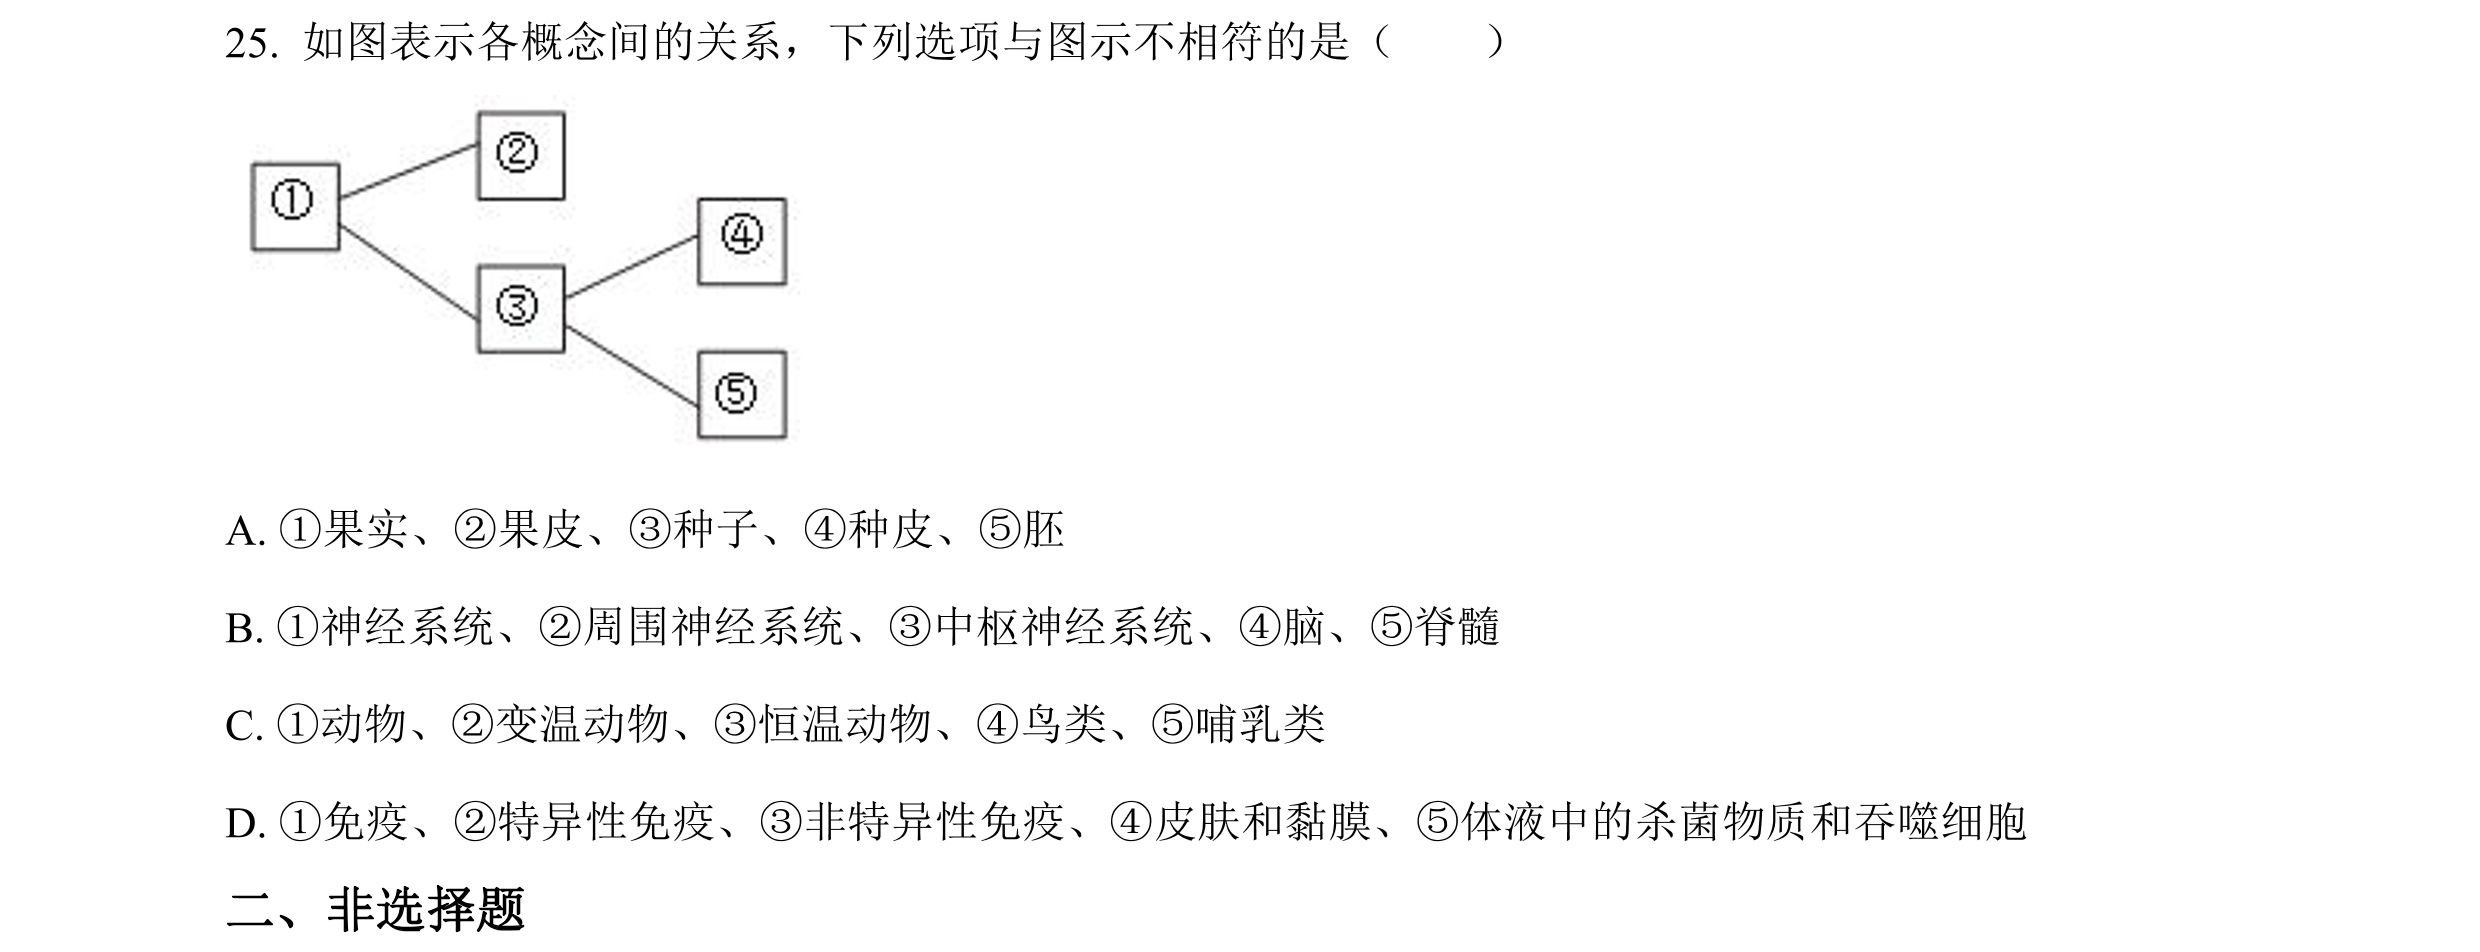 25. 如图表示各概念间的关系，下列选项与图示不相符的是（　　）
②
①
④
③
⑤
A. ①果实、②果皮、③种子、④种皮、⑤胚
B. ①神经系统、②周围神经系统、③中枢神经系统、④脑、⑤脊髓
C. ①动物、②变温动物、③恒温动物、④鸟类、⑤哺乳类
D. ①免疫、②特异性免疫、③非特异性免疫、④皮肤和黏膜、⑤体液中的杀菌物质和吞噬细胞
二、非选择题